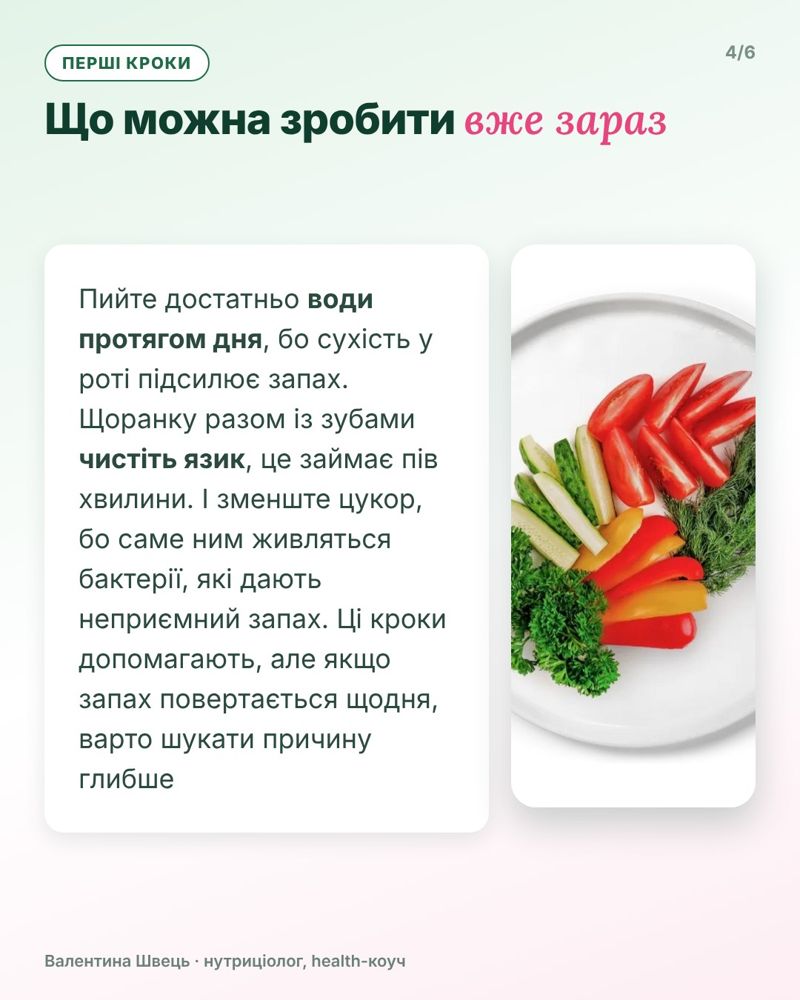 ПЕРШІ КРОКИ
4/6
Що можна зробити вже зараз
Пийте достатньо води
протягом дня, бо сухість у
роті підсилює запах.
Щоранку разом із зубами
чистіть язик, це займає пів
хвилини. І зменште цукор,
бо саме ним живляться
бактерії, які дають
неприємний запах. Ці кроки
допомагають, але якщо
запах повертається щодня,
варто шукати причину
глибше
Валентина Швець · нутриціолог, health-коуч